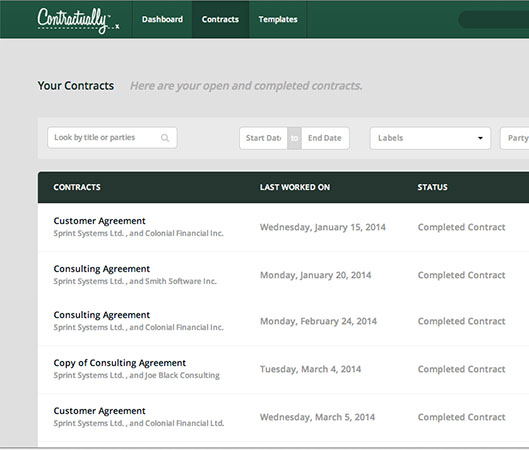 Contractually™ Dashboard Contracts Templates
x
Your Contracts Here are your open and completed contracts.
Look by title or parties Start Date to End Date Labels Party
CONTRACTS LAST WORKED ON STATUS
Customer Agreement
Sprint Systems Ltd. , and Colonial Financial Inc. Wednesday, January 15, 2014 Completed Contract
Consulting Agreement
Sprint Systems Ltd. , and Smith Software Inc. Monday, January 20, 2014 Completed Contract
Consulting Agreement
Sprint Systems Ltd. , and Colonial Financial Inc. Monday, February 24, 2014 Completed Contract
Copy of Consulting Agreement
Sprint Systems Ltd. , and Joe Black Consulting Tuesday, March 4, 2014 Completed Contract
Customer Agreement
Sprint Systems Ltd. , and Colonial Financial Ltd. Wednesday, March 5, 2014 Completed Contract